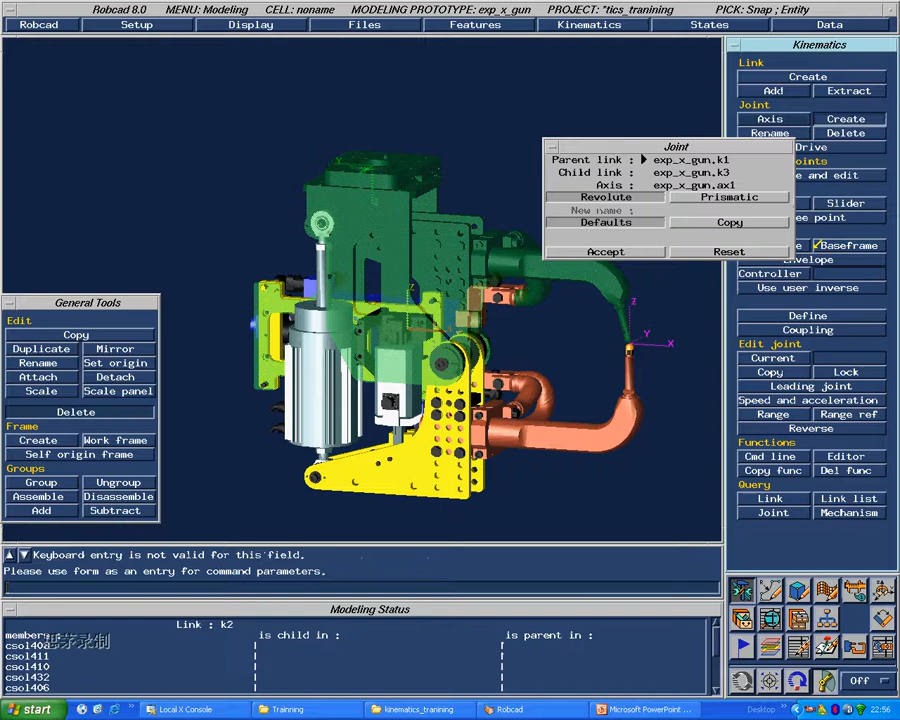 Robcad 8.0 MENU: Modeling CELL: noname MODELING PROTOTYPE: exp_x_gun PROJECT: "tics_tranining PICK: Snap ; Entity
Robcad Setup Display Files Features Kinematics States Data
Kinematics
Link
Create
Add Extract
Joint
Axis Create
Rename Delete
Drive
oints
e and edit
Slider
ee point
e Baseframe
Envelope
Controller
Use user inverse
Define
Coupling
Edit joint
Current
Copy Lock
Leading joint
Speed and acceleration
Range Range ref
Reverse
Functions
Cmd line Editor
Copy func Del func
Query
Link Link list
Joint Mechanism
Off
Joint
Parent link : exp_x_gun.k1
Child link : exp_x_gun.k3
Axis : exp_x_gun.ax1
Revolute Prismatic
New name :
Defaults Copy
Accept Reset
Z
Y
X
General Tools
Edit
Copy
Duplicate Mirror
Rename Set origin
Attach Detach
Scale Scale panel
Delete
Frame
Create Work frame
Self origin frame
Groups
Group Ungroup
Assemble Disassemble
Add Subtract
Keyboard entry is not valid for this field.
Please use form as an entry for command parameters.
Modeling Status
Link : k2
members is child in : is parent in :
csol411
csol410
csol432
csol406
start Local X Console Trainning kinematics_tranining Robcad Microsoft PowerPoint ... Desktop 22:56